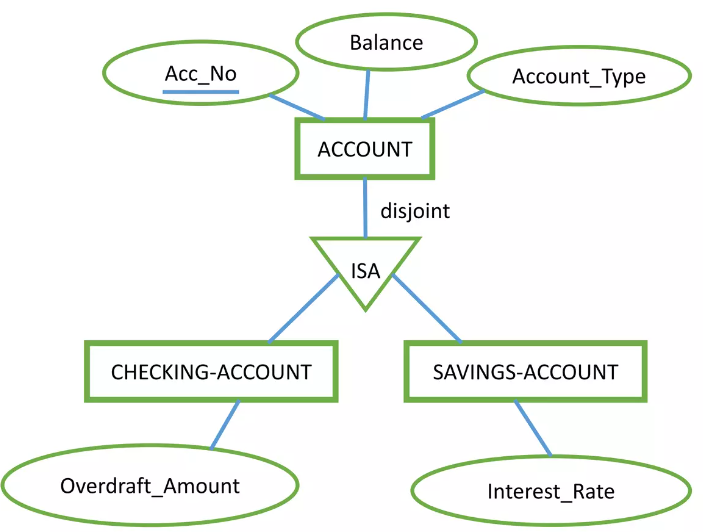 Balance
Acc_No
Account_Type
ACCOUNT
disjoint
ISA
CHECKING-ACCOUNT
SAVINGS-ACCOUNT
Overdraft_Amount
Interest_Rate